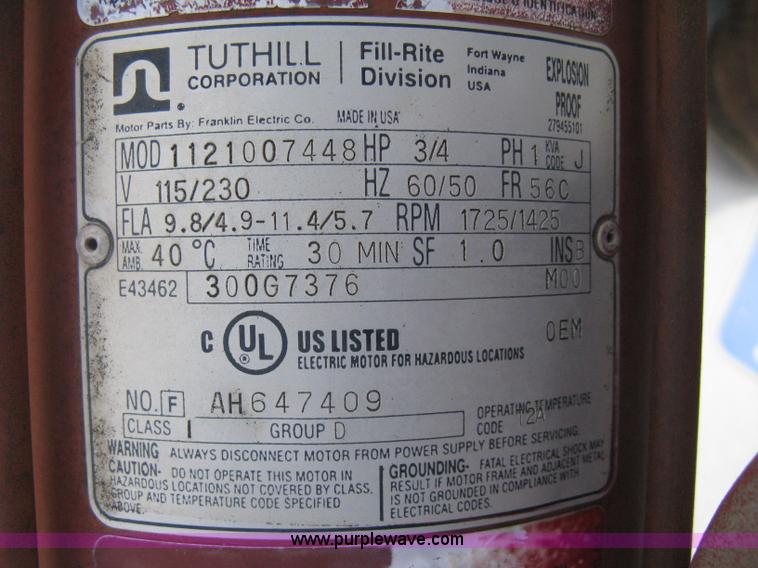 TUTHILL
CORPORATION
Fill-Rite
Division
Fort Wayne
Indiana
USA
EXPLOSION
PROOF
279455101
Motor Parts By: Franklin Electric Co.
MADE IN USA
MOD 1121007448 HP 3/4 PH 1 KVA CODE J
V 115/230 HZ 60/50 FR 56C
FLA 9.8/4.9-11.4/5.7 RPM 1725/1425
MAX. AMB. 40 °C TIME RATING 30 MIN SF 1.0 INS B
E43462 300G7376 M00
C UL ® US LISTED
ELECTRIC MOTOR FOR HAZARDOUS LOCATIONS
OEM
NO. F AH647409
CLASS I GROUP D
OPERATING TEMPERATURE
CODE T2A
WARNING ALWAYS DISCONNECT MOTOR FROM POWER SUPPLY BEFORE SERVICING.
CAUTION- DO NOT OPERATE THIS MOTOR IN
HAZARDOUS LOCATIONS NOT COVERED BY CLASS,
GROUP AND TEMPERATURE CODE SPECIFIED
ABOVE.
GROUNDING- FATAL ELECTRICAL SHOCK MAY
RESULT IF MOTOR FRAME AND ADJACENT METAL
IS NOT GROUNDED IN COMPLIANCE WITH
ELECTRICAL CODES.
www.purplewave.com